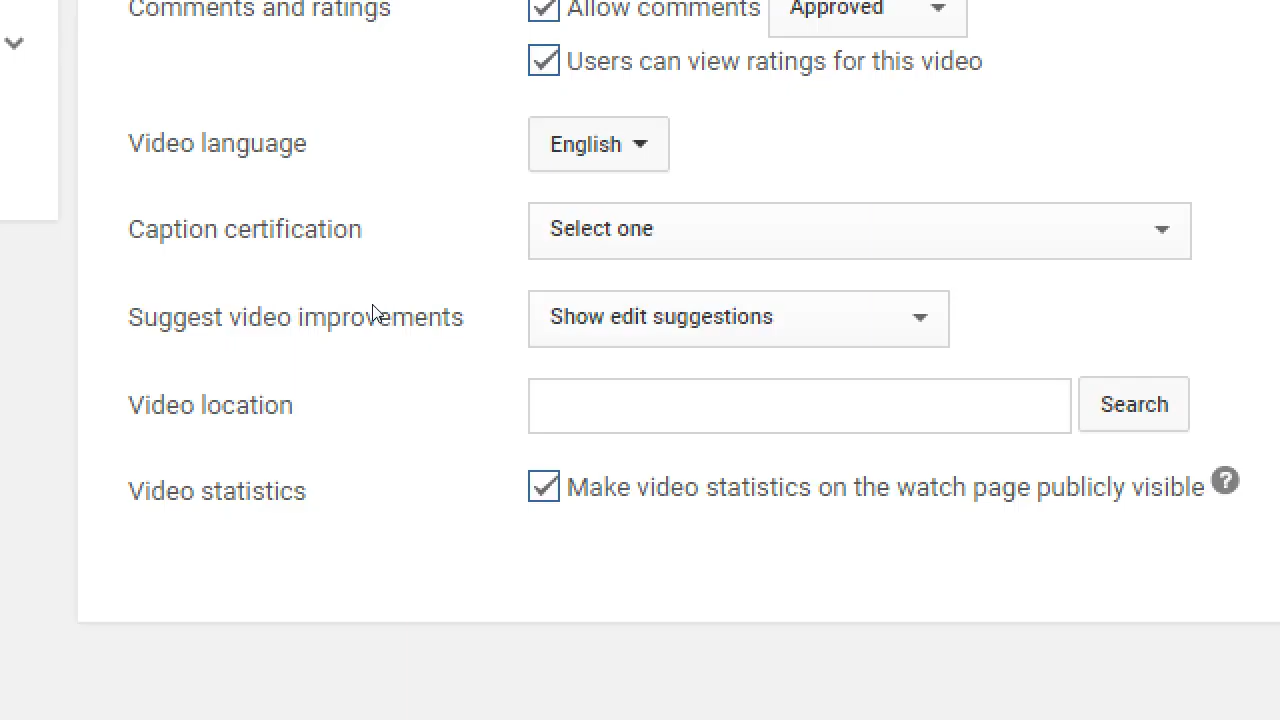 Comments and ratings Allow comments Approved
Users can view ratings for this video
Video language English
Caption certification Select one
Suggest video improvements Show edit suggestions
Video location Search
Video statistics Make video statistics on the watch page publicly visible ?